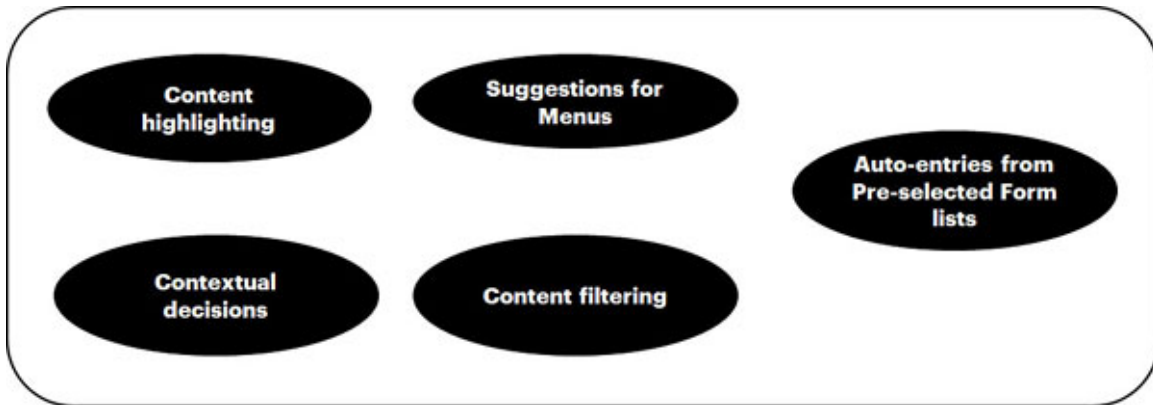 Content
highlighting
Suggestions for
Menus
Auto-entries from
Pre-selected Form
lists
Contextual
decisions
Content filtering